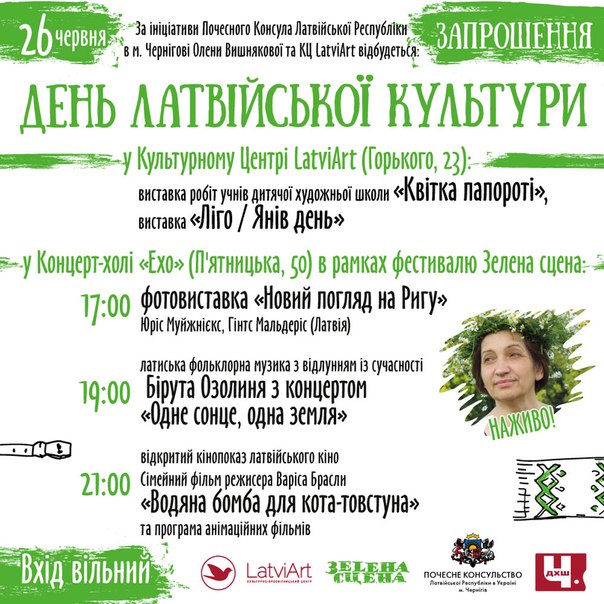 26 червня
За ініціативи Почесного Консула Латвійської Республіки
в м. Чернігові Олени Вишнякової та КЦ LatviArt відбудеться:
ЗАПРОШЕННЯ
ДЕНЬ ЛАТВІЙСЬКОЇ КУЛЬТУРИ
у Культурному Центрі LatviArt (Горького, 23):
виставка робіт учнів дитячої художньої школи «Квітка папороті»,
виставка «Ліго / Янів день»
у Концерт-холі «Ехо» (П'ятницька, 50) в рамках фестивалю Зелена сцена:
17:00 фотовиставка «Новий погляд на Ригу»
Юріс Муйжнієкс, Гінтс Мальдеріс (Латвія)
латиська фольклорна музика з відлунням із сучасності
19:00 Бірута Озолиня з концертом
«Одне сонце, одна земля»
НАЖИВО!
відкритий кінопоказ латвійського кіно
21:00 Сімейний фільм режисера Варіса Брасли
«Водяна бомба для кота-товстуна»
та програма анімаційних фільмів
Вхід вільний
LatviArt
КУЛЬТУРНО-ПРОСВІТНИЦЬКИЙ ЦЕНТР
ЗЕЛЕНА
СЦЕНА
ПОЧЕСНЕ КОНСУЛЬСТВО
Латвійської Республіки в Україні
м. Чернігів
ДХШ
Ч.